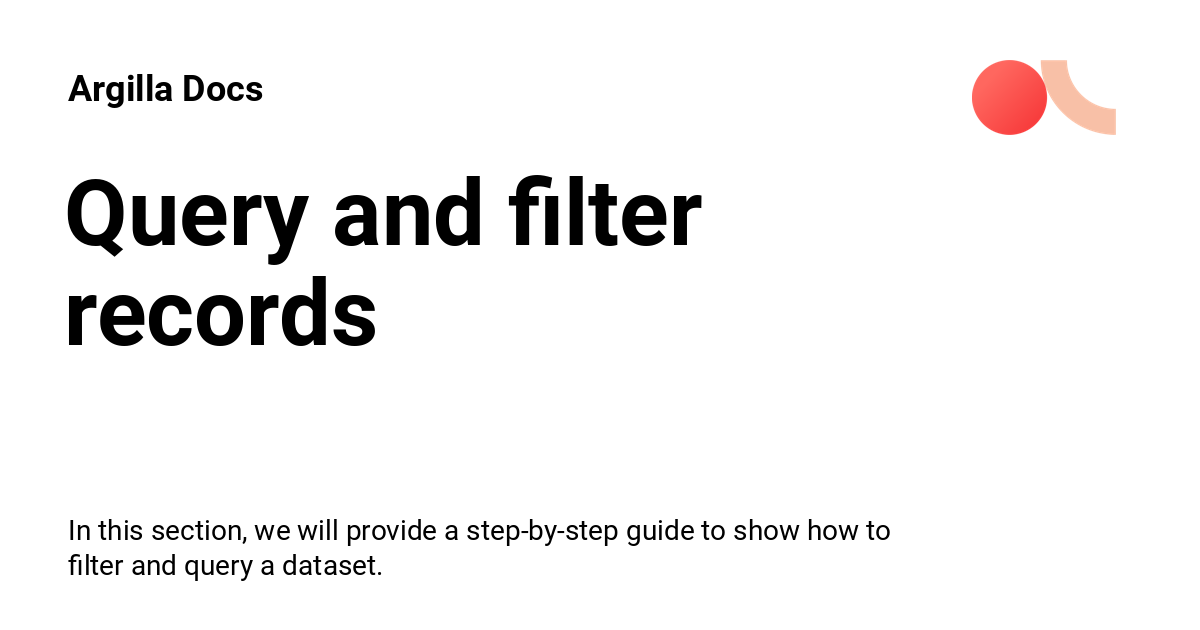 Argilla Docs
Query and filter
records
In this section, we will provide a step-by-step guide to show how to
filter and query a dataset.